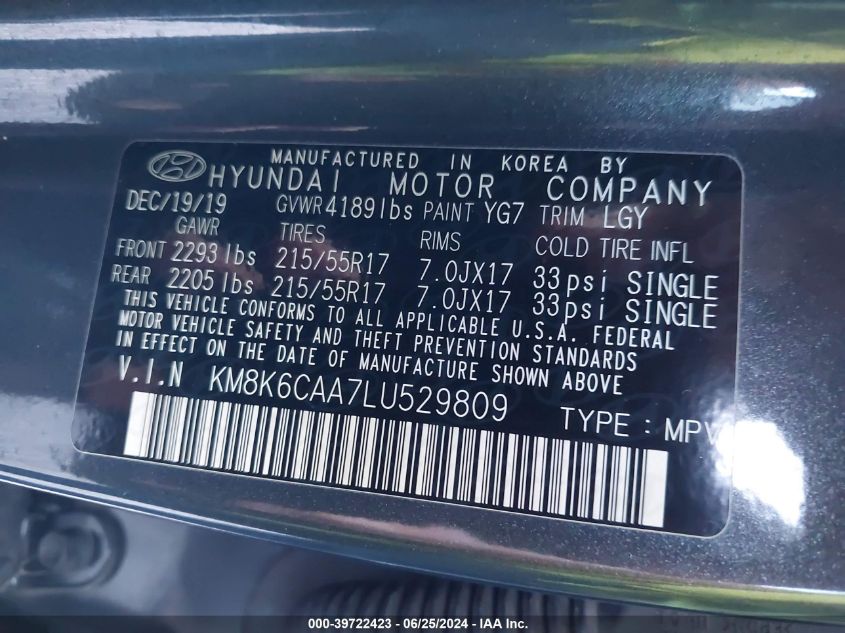 MANUFACTURED IN KOREA BY
HYUNDAI MOTOR COMPANY
DEC/19/19 GVWR 4189lbs PAINT YG7 TRIM LGY
GAWR TIRES RIMS COLD TIRE INFL
FRONT 2293 lbs 215/55R17 7.0JX17 33psi SINGLE
REAR 2205 lbs 215/55R17 7.0JX17 33psi SINGLE
THIS VEHICLE CONFORMS TO ALL APPLICABLE U.S.A. FEDERAL
MOTOR VEHICLE SAFETY AND THEFT PREVENTION STANDARDS
IN EFFECT ON THE DATE OF MANUFACTURE SHOWN ABOVE.
V.I.N KM8K6CAA7LU529809 TYPE : MPV
000-39722423 - 06/25/2024 - IAA Inc.